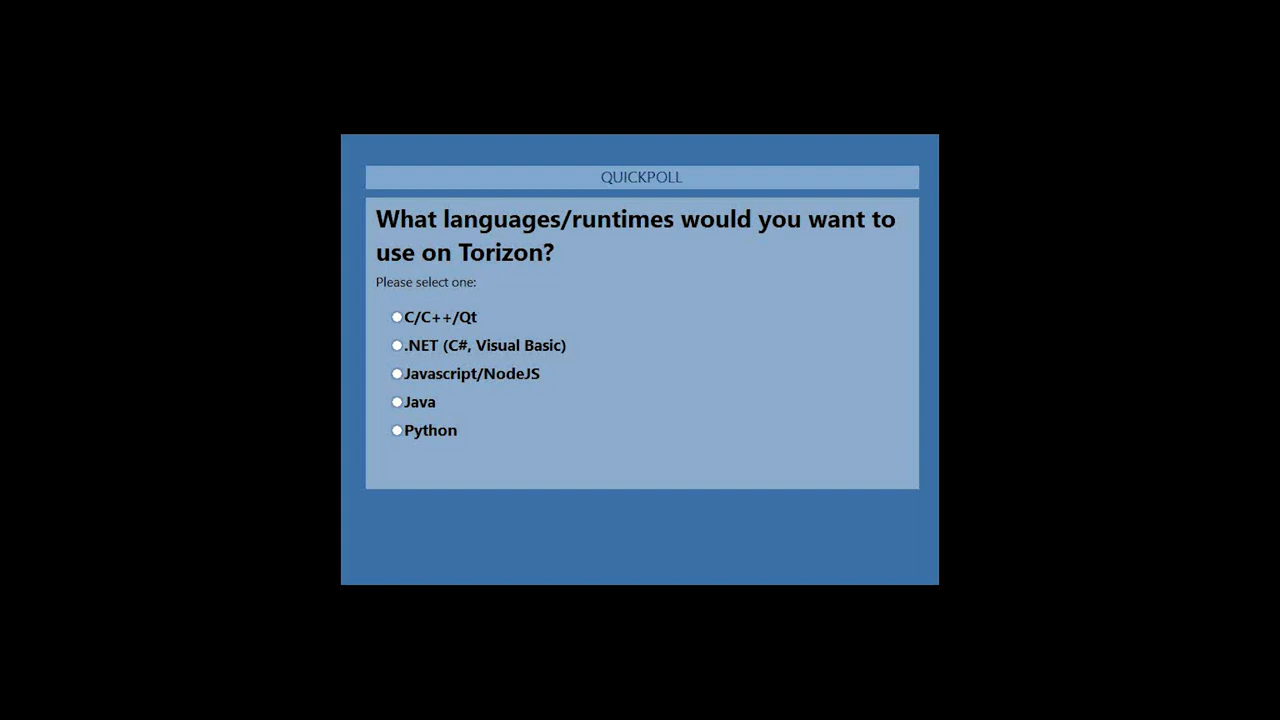 QUICKPOLL
What languages/runtimes would you want to
use on Torizon?
Please select one:
C/C++/Qt
.NET (C#, Visual Basic)
Javascript/NodeJS
Java
Python